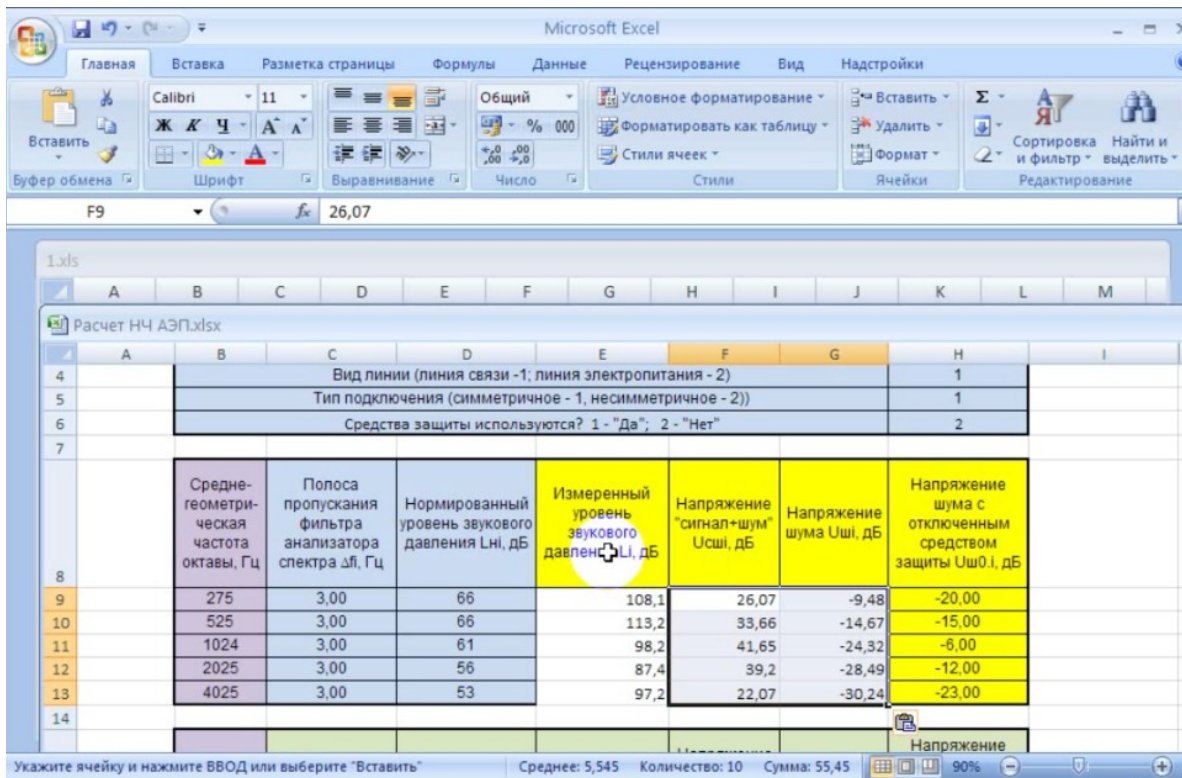 Microsoft Excel
Главная Вставка Разметка страницы Формулы Данные Рецензирование Вид Надстройки
Вставить
Буфер обмена
Calibri 11
Ж К Ч
Шрифт
Выравнивание
Общий
% 000
Число
Условное форматирование
Форматировать как таблицу
Стили ячеек
Стили
Вставить
Удалить
Формат
Ячейки
Σ
Сортировка и фильтр
Найти и выделить
Редактирование
F9 fx 26,07
1.xls
A B C D E F G H I J K L M
Расчет НЧ АЭП.xlsx
A B C D E F G H I
4 Вид линии (линия связи -1; линия электропитания - 2) 1
5 Тип подключения (симметричное - 1, несимметричное - 2)) 1
6 Средства защиты используются? 1 - "Да"; 2 - "Нет" 2
7
8
Средне-
геометри-
ческая
частота
октавы, Гц
Полоса
пропускания
фильтра
анализатора
спектра Δfi, Гц
Нормированный
уровень звукового
давления Lнi, дБ
Измеренный
уровень
звукового
Li, дБ
Напряжение
"сигнал+шум"
Uсшi, дБ
Напряжение
шума Uшi, дБ
Напряжение
шума с
отключенным
средством
защиты Uш0.i, дБ
9 275 3,00 66 108,1 26,07 -9,48 -20,00
10 525 3,00 66 113,2 33,66 -14,67 -15,00
11 1024 3,00 61 98,2 41,65 -24,32 -6,00
12 2025 3,00 56 87,4 39,2 -28,49 -12,00
13 4025 3,00 53 97,2 22,07 -30,24 -23,00
14
Напряжение
Укажите ячейку и нажмите ВВОД или выберите "Вставить" Среднее: 5,545 Количество: 10 Сумма: 55,45 90%